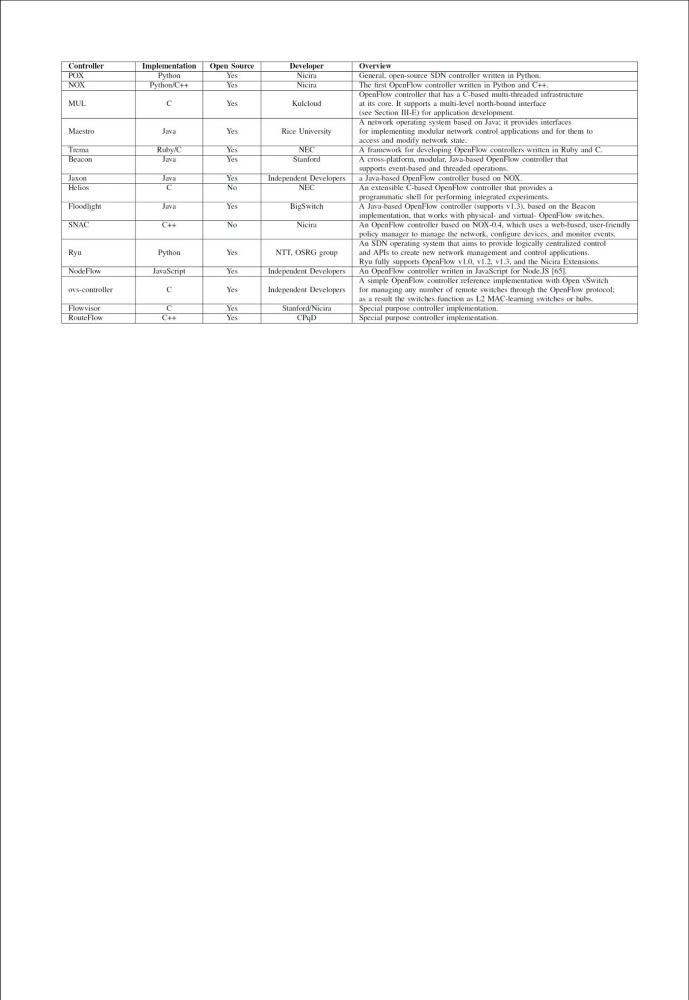 Controller Implementation Open Source Developer Overview
POX Python Yes Nicira General, open-source SDN controller written in Python.
NOX Python/C++ Yes Nicira The first OpenFlow controller written in Python and C++.
OpenFlow controller that has a C-based multi-threaded infrastructure
MUL C Yes Kulcloud at its core. It supports a multi-level north-bound interface
(see Section III-E) for application development.
A network operating system based on Java; it provides interfaces
Maestro Java Yes Rice University for implementing modular network control applications and for them to
access and modify network state.
Trema Ruby/C Yes NEC A framework for developing OpenFlow controllers written in Ruby and C.
Beacon Java Yes Stanford A cross-platform, modular, Java-based OpenFlow controller that
supports event-based and threaded operations.
Jaxon Java Yes Independent Developers a Java-based OpenFlow controller based on NOX.
Helios C No NEC An extensible C-based OpenFlow controller that provides a
programmatic shell for performing integrated experiments.
Floodlight Java Yes BigSwitch A Java-based OpenFlow controller (supports v1.3), based on the Beacon
implementation, that works with physical- and virtual- OpenFlow switches.
SNAC C++ No Nicira An OpenFlow controller based on NOX-0.4, which uses a web-based, user-friendly
policy manager to manage the network, configure devices, and monitor events.
An SDN operating system that aims to provide logically centralized control
Ryu Python Yes NTT, OSRG group and APIs to create new network management and control applications.
Ryu fully supports OpenFlow v1.0, v1.2, v1.3, and the Nicira Extensions.
NodeFlow JavaScript Yes Independent Developers An OpenFlow controller written in JavaScript for Node.JS [65].
A simple OpenFlow controller reference implementation with Open vSwitch
ovs-controller C Yes Independent Developers for managing any number of remote switches through the OpenFlow protocol;
as a result the switches function as L2 MAC-learning switches or hubs.
Flowvisor C Yes Stanford/Nicira Special purpose controller implementation.
RouteFlow C++ Yes CPqD Special purpose controller implementation.